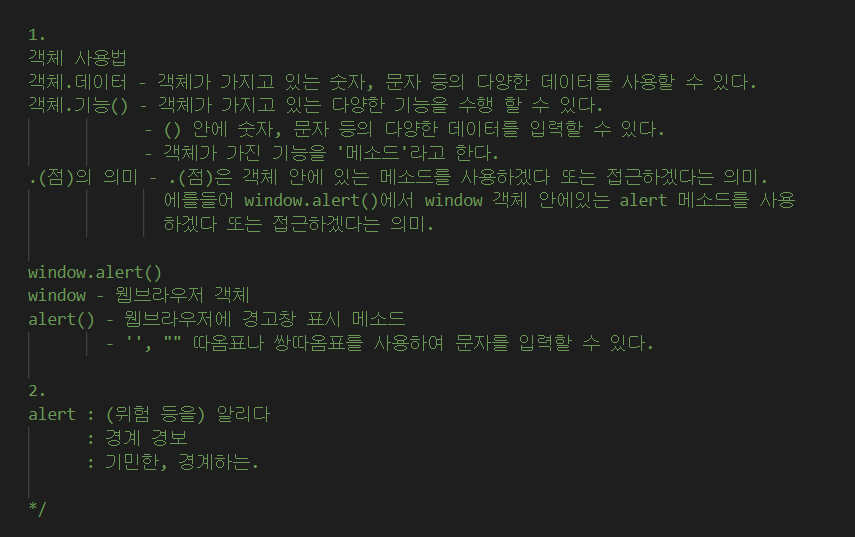 1.
객체 사용법
객체.데이터 - 객체가 가지고 있는 숫자, 문자 등의 다양한 데이터를 사용할 수 있다.
객체.기능() - 객체가 가지고 있는 다양한 기능을 수행 할 수 있다.
- () 안에 숫자, 문자 등의 다양한 데이터를 입력할 수 있다.
- 객체가 가진 기능을 '메소드'라고 한다.
.(점)의 의미 - .(점)은 객체 안에 있는 메소드를 사용하겠다 또는 접근하겠다는 의미.
에를들어 window.alert()에서 window 객체 안에있는 alert 메소드를 사용
하겠다 또는 접근하겠다는 의미.
window.alert()
window - 웹브라우저 객체
alert() - 웹브라우저에 경고창 표시 메소드
- '', "" 따옴표나 쌍따옴표를 사용하여 문자를 입력할 수 있다.
2.
alert : (위험 등을) 알리다
: 경계 경보
: 기민한, 경계하는.
*/